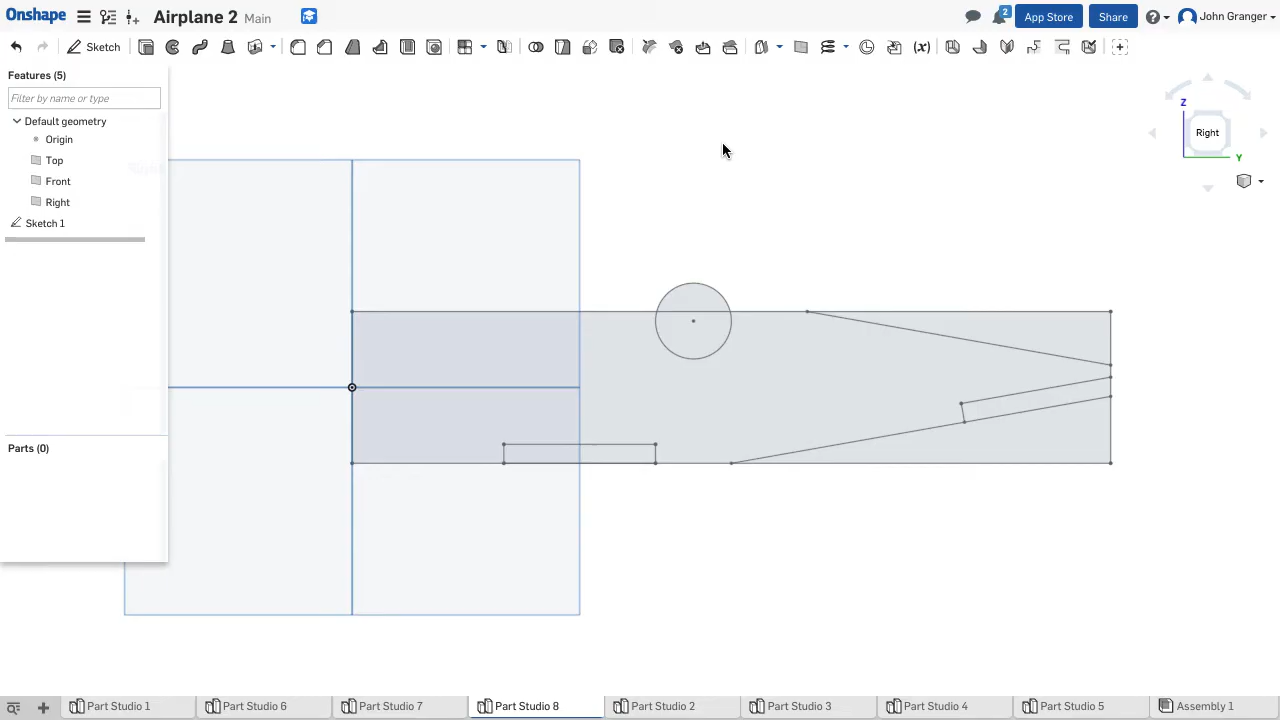 Onshape Airplane 2 Main 2 App Store Share John Granger
Sketch (x)
Features (5)
Filter by name or type
Default geometry
Origin
Top
Front
Right
Sketch 1
Parts (0)
Z
Right
Y
Part Studio 1 Part Studio 6 Part Studio 7 Part Studio 8 Part Studio 2 Part Studio 3 Part Studio 4 Part Studio 5 Assembly 1